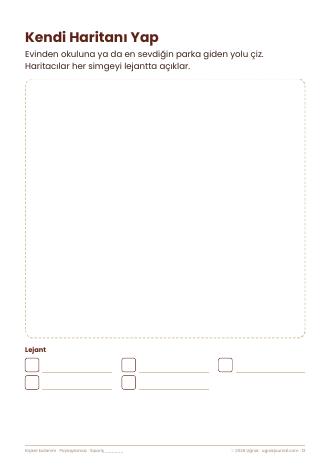 Kendi Haritanı Yap
Evinden okuluna ya da en sevdiğin parka giden yolu çiz.
Haritacılar her simgeyi lejantta açıklar.
Lejant